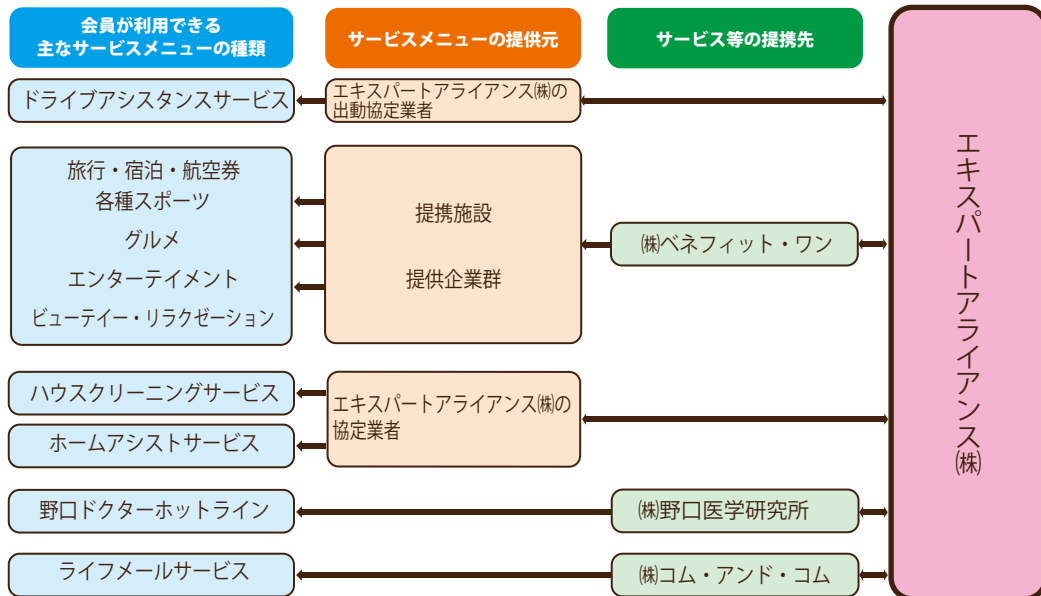 会員が利用できる
主なサービスメニューの種類
サービスメニューの提供元
サービス等の提携先
ドライブアシスタンスサービス
エキスパートアライアンス㈱の
出動協定業者
旅行・宿泊・航空券
各種スポーツ
グルメ
エンターテイメント
ビューテイー・リラクゼーション
提携施設
提供企業群
㈱ベネフィット・ワン
ハウスクリーニングサービス
ホームアシストサービス
エキスパートアライアンス㈱の
協定業者
野口ドクターホットライン
㈱野口医学研究所
ライフメールサービス
㈱コム・アンド・コム
エキスパートアライアンス㈱